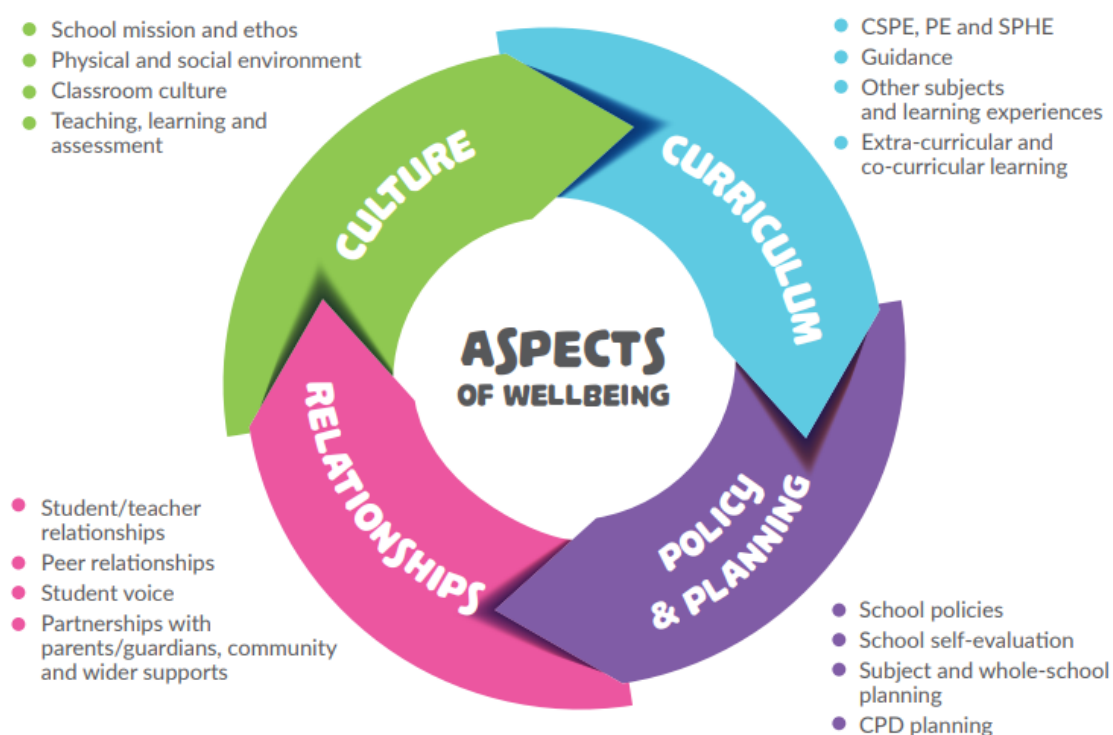 School mission and ethos
Physical and social environment
Classroom culture
Teaching, learning and
assessment
CSPE, PE and SPHE
Guidance
Other subjects
and learning experiences
Extra-curricular and
co-curricular learning
CULTURE
CURRICULUM
ASPECTS
OF WELLBEING
RELATIONSHIPS
POLICY
& PLANNING
Student/teacher
relationships
Peer relationships
Student voice
Partnerships with
parents/guardians, community
and wider supports
School policies
School self-evaluation
Subject and whole-school
planning
CPD planning